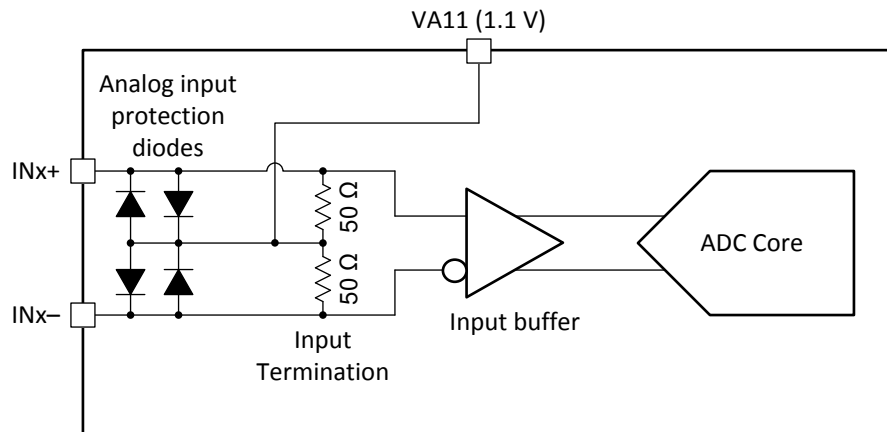 VA11 (1.1 V)
Analog input
protection
diodes
INx+
50 Ω
50 Ω
ADC Core
INx–
Input buffer
Input
Termination